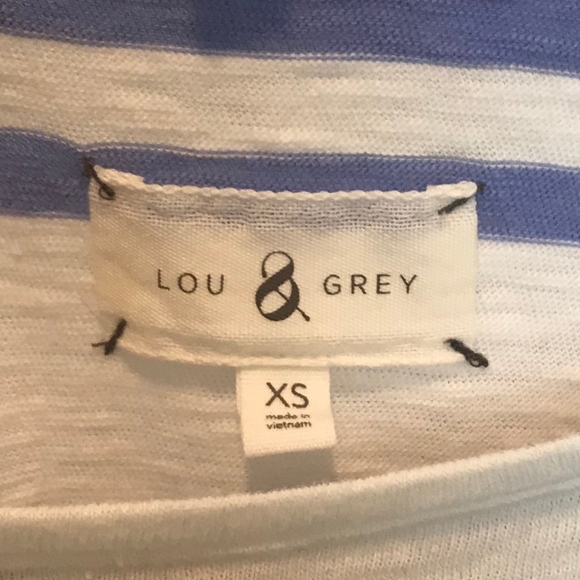 LOU & GREY
XS
made in
vietnam